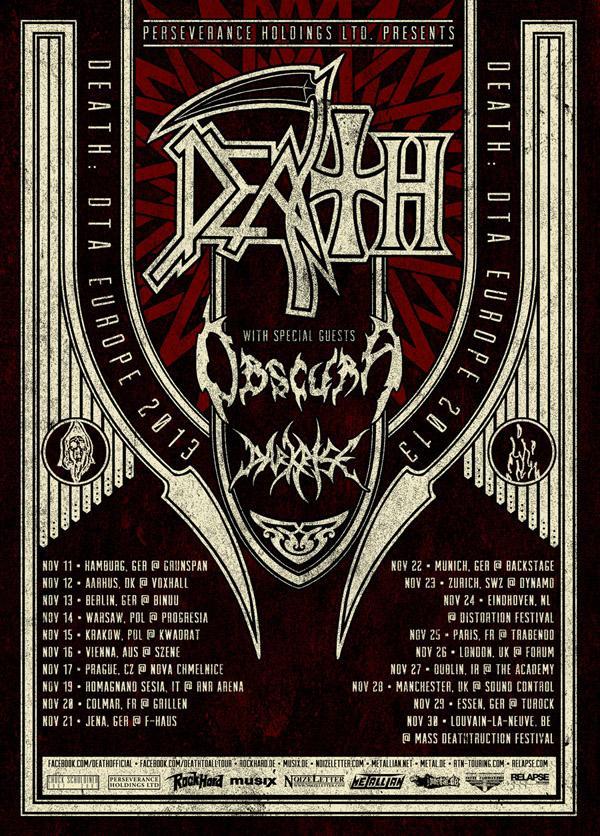 PERSEVERANCE HOLDINGS LTD. PRESENTS
DEATH: DTA EUROPE 2013
DEATH: DTA EUROPE 2013
DEATH
WITH SPECIAL GUESTS
OBSCURA
DARKRISE
NOV 11 • HAMBURG, GER @ GRUNSPAN
NOV 12 • AARHUS, DK @ VOXHALL
NOV 13 • BERLIN, GER @ BINUU
NOV 14 • WARSAW, POL @ PROGRESIA
NOV 15 • KRAKOW, POL @ KWADRAT
NOV 16 • VIENNA, AUS @ SZENE
NOV 17 • PRAGUE, CZ @ NOVA CHMELNICE
NOV 19 • ROMAGNANO SESIA, IT @ RNR ARENA
NOV 20 • COLMAR, FR @ GRILLEN
NOV 21 • JENA, GER @ F-HAUS
NOV 22 • MUNICH, GER @ BACKSTAGE
NOV 23 • ZURICH, SWZ @ DYNAMO
NOV 24 • EINDHOVEN, NL
@ DISTORTION FESTIVAL
NOV 25 • PARIS, FR @ TRABENDO
NOV 26 • LONDON, UK @ FORUM
NOV 27 • DUBLIN, IR @ THE ACADEMY
NOV 28 • MANCHESTER, UK @ SOUND CONTROL
NOV 29 • ESSEN, GER @ TUROCK
NOV 30 • LOUVAIN-LA-NEUVE, BE
@ MASS DEATHTRUCTION FESTIVAL
FACEBOOK.COM/DEATHOFFICIAL • FACEBOOK.COM/DEATHTOALLTOUR • ROCKHARD.DE • MUSIX.DE • NOIZELETTER.COM • METALLIAN.NET • METAL.DE • RTN-TOURING.COM • RELAPSE.COM
CHUCK SCHULDINER
PERSEVERANCE
HOLDINGS LTD
RockHard
musix
NOIZELETTER
WWW.NOIZELETTER.COM
METALLIAN
RELAPSE